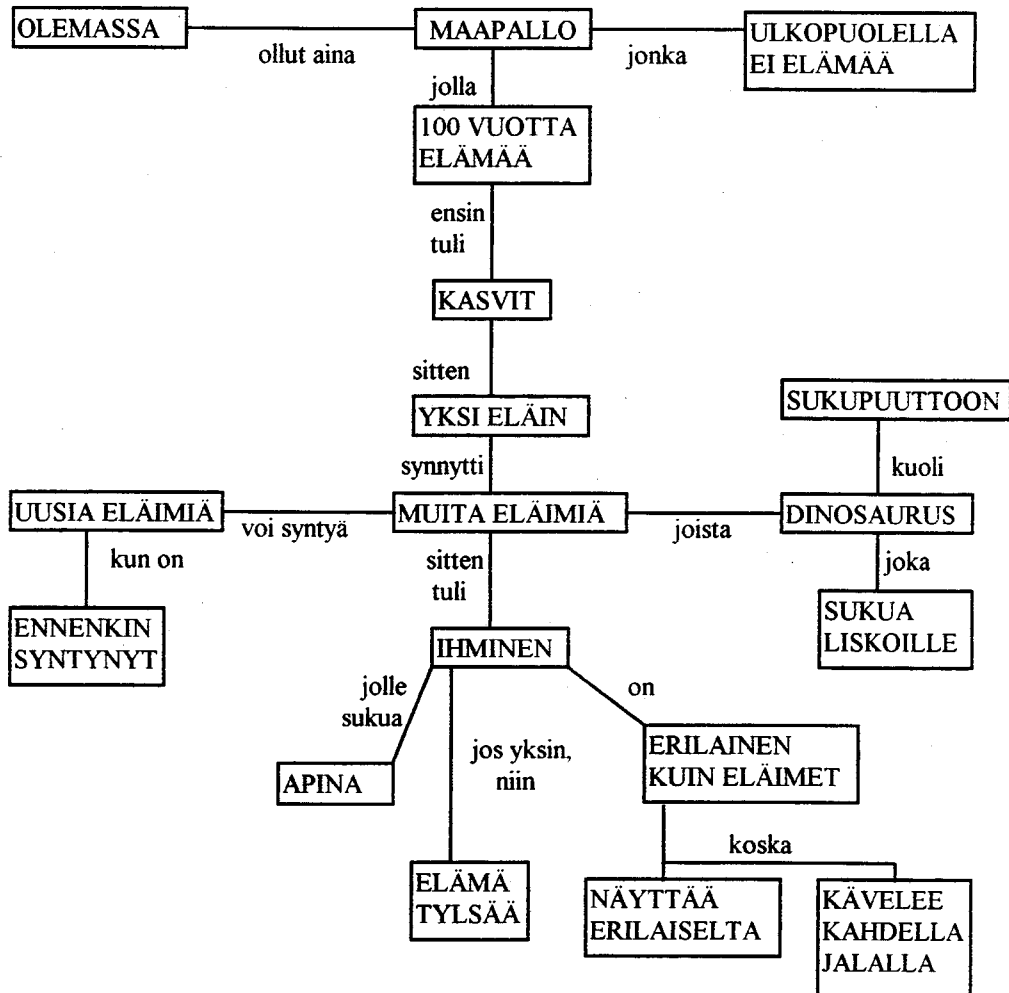 OLEMASSA
ollut aina
MAAPALLO
jonka
ULKOPUOLELLA
EI ELÄMÄÄ
jolla
100 VUOTTA
ELÄMÄÄ
ensin
tuli
KASVIT
sitten
YKSI ELÄIN
SUKUPUUTTOON
synnytti
kuoli
UUSIA ELÄIMIÄ
voi syntyä
MUITA ELÄIMIÄ
joista
DINOSAURUS
kun on
sitten
tuli
joka
ENNENKIN
SYNTYNYT
SUKUA
LISKOILLE
IHMINEN
jolle
sukua
on
jos yksin,
niin
APINA
ERILAINEN
KUIN ELÄIMET
koska
ELÄMÄ
TYLSÄÄ
NÄYTTÄÄ
ERILAISELTA
KÄVELEE
KAHDELLA
JALALLA